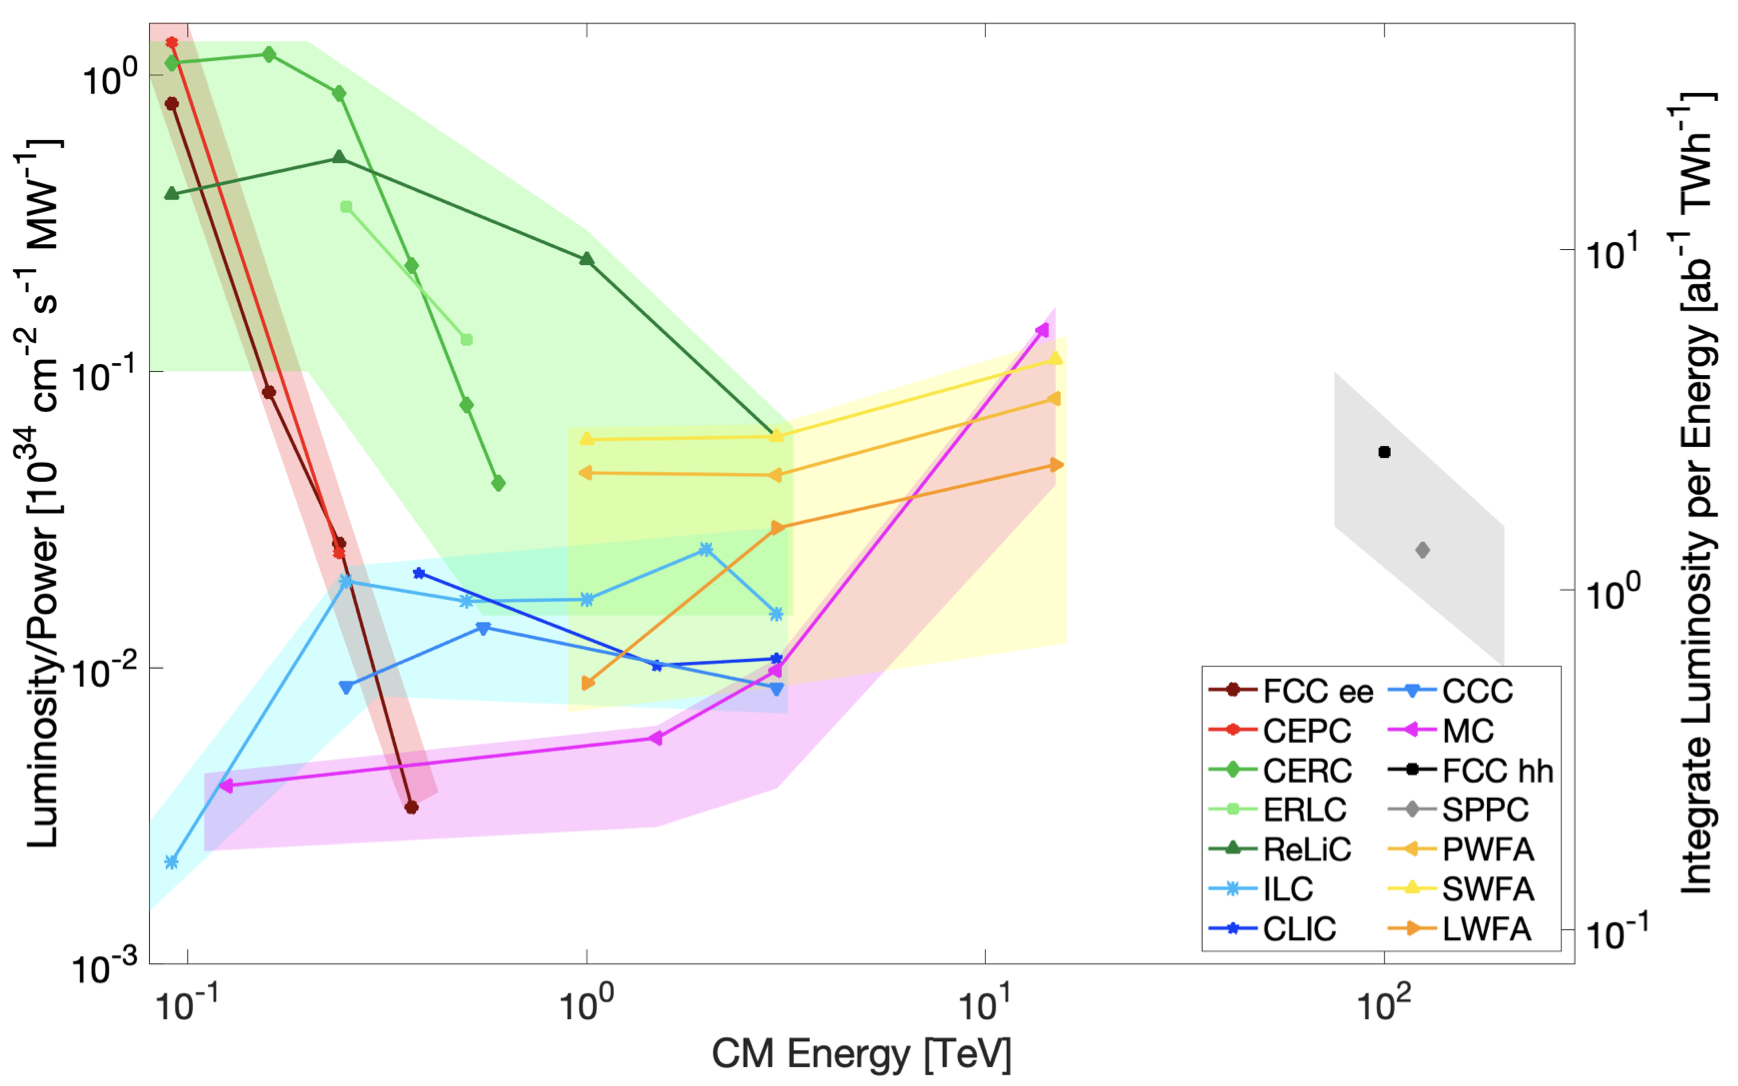 Luminosity/Power [10^34 cm^-2 s^-1 MW^-1]
10^0
10^-1
10^-2
10^-3
10^-1
10^0
10^1
10^2
CM Energy [TeV]
10^1
10^0
10^-1
Integrate Luminosity per Energy [ab^-1 TWh^-1]
FCC ee
CEPC
CERC
ERLC
ReLiC
ILC
CLIC
CCC
MC
FCC hh
SPPC
PWFA
SWFA
LWFA